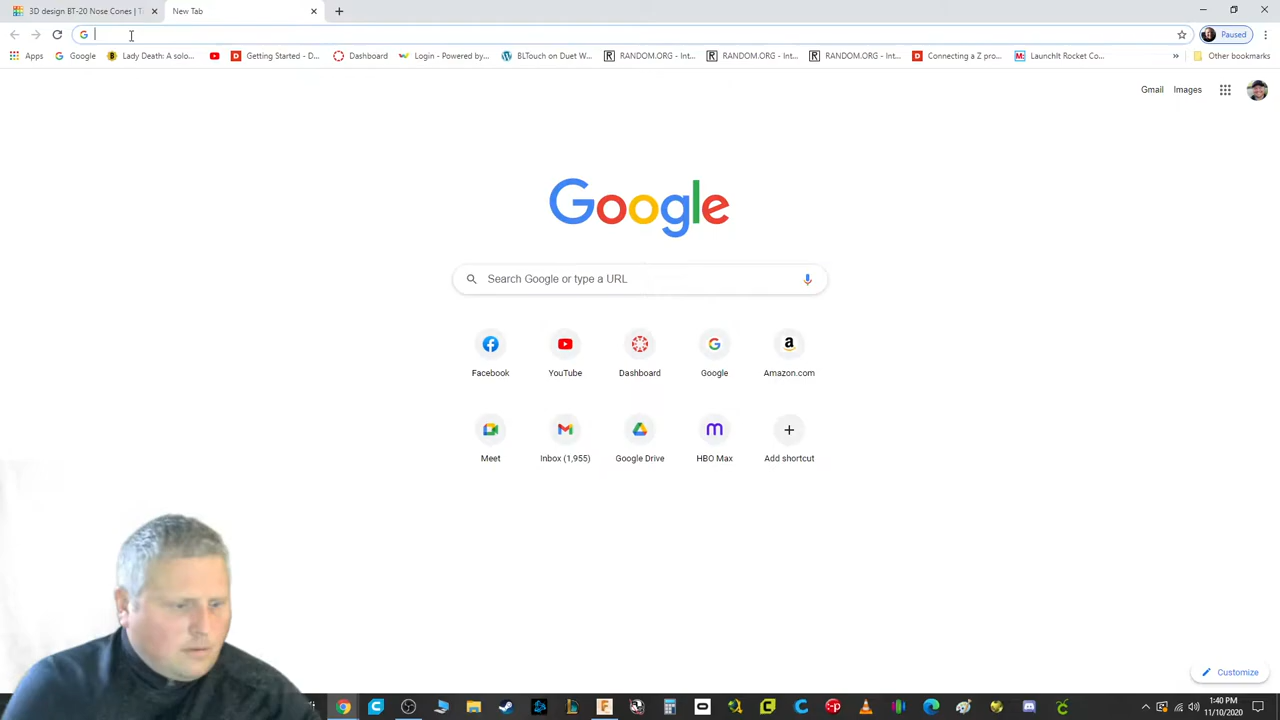 3D design BT-20 Nose Cones | T
New Tab
Apps
Google
Lady Death: A solo...
Getting Started - D...
Dashboard
Login - Powered by...
BLTouch on Duet W...
RANDOM.ORG - Int...
RANDOM.ORG - Int...
RANDOM.ORG - Int...
Connecting a Z pro...
LaunchIt Rocket Co...
Other bookmarks
Paused
Gmail
Images
Google
Search Google or type a URL
Facebook
YouTube
Dashboard
Google
Amazon.com
Meet
Inbox (1,955)
Google Drive
HBO Max
Add shortcut
Customize
1:40 PM
11/10/2020